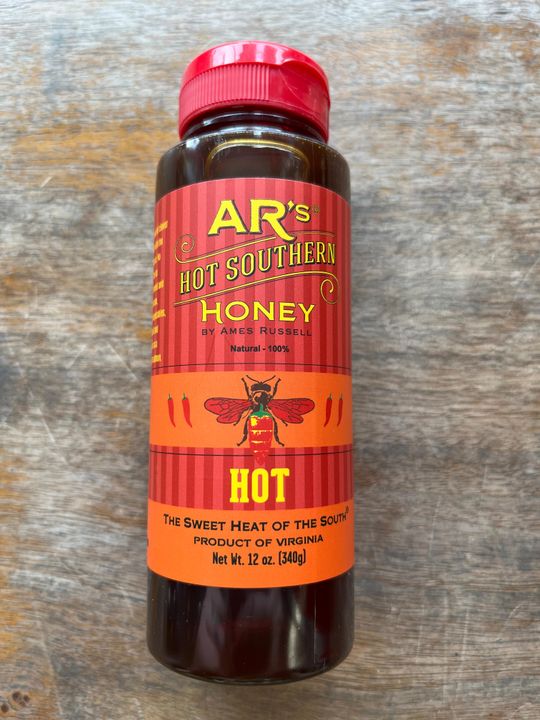 AR's®
HOT SOUTHERN
HONEY
BY AMES RUSSELL
Natural - 100%
HOT
THE SWEET HEAT OF THE SOUTH®
PRODUCT OF VIRGINIA
Net Wt. 12 oz. (340g)